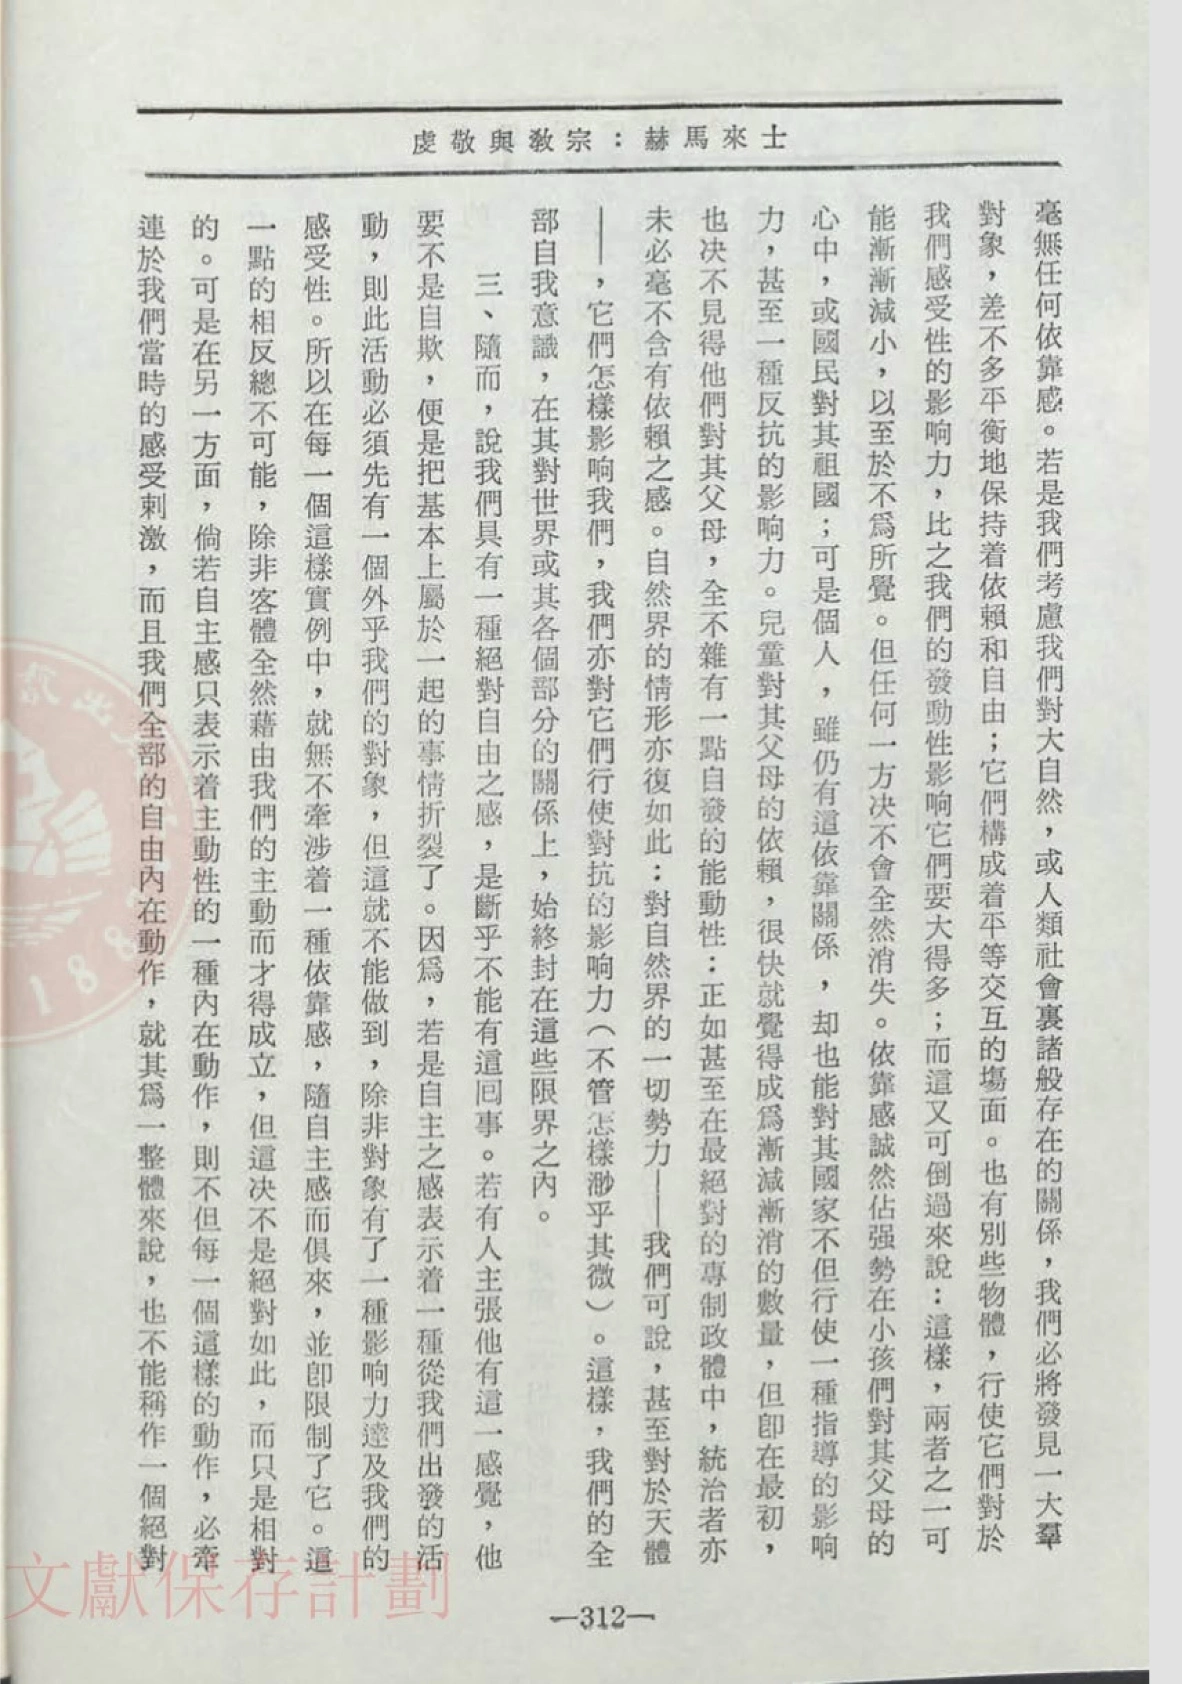 士來馬赫：宗教與敬虔
毫無任何依靠感。若是我們考慮我們對大自然，或人類社會裏諸般存在的關係，我們必將發見一大羣
對象，差不多平衡地保持着依賴和自由；它們構成着平等交互的塲面。也有別些物體，行使它們對於
我們感受性的影响力，比之我們的發動性影响它們要大得多；而這又可倒過來說：這樣，兩者之一可
能漸漸減小，以至於不爲所覺。但任何一方决不會全然消失。依靠感誠然佔强勢在小孩們對其父母的
心中，或國民對其祖國；可是個人，雖仍有這依靠關係，却也能對其國家不但行使一種指導的影响
力，甚至一種反抗的影响力。兒童對其父母的依賴，很快就覺得成爲漸減漸消的數量，但卽在最初，
也决不見得他們對其父母，全不雜有一點自發的能動性：正如甚至在最絕對的專制政體中，統治者亦
未必毫不含有依賴之感。自然界的情形亦復如此：對自然界的一切勢力——我們可說，甚至對於天體
——，它們怎樣影响我們，我們亦對它們行使對抗的影响力（不管怎樣渺乎其微）。這樣，我們的全
部自我意識，在其對世界或其各個部分的關係上，始終封在這些限界之內。
三、隨而，說我們具有一種絕對自由之感，是斷乎不能有這囘事。若有人主張他有這一感覺，他
要不是自欺，便是把基本上屬於一起的事情折裂了。因爲，若是自主之感表示着一種從我們出發的活
動，則此活動必須先有一個外乎我們的對象，但這就不能做到，除非對象有了一種影响力達及我們的
感受性。所以在每一個這樣實例中，就無不牽涉着一種依靠感，隨自主感而俱來，並卽限制了它。這
一點的相反總不可能，除非客體全然藉由我們的主動而才得成立，但這决不是絕對如此，而只是相對
的。可是在另一方面，倘若自主感只表示着主動性的一種內在動作，則不但每一個這樣的動作，必牽
連於我們當時的感受刺激，而且我們全部的自由內在動作，就其爲一整體來說，也不能稱作一個絕對
—312—
文獻保存計劃
188